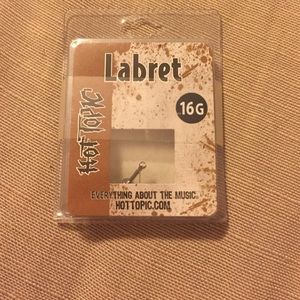 Labret
16G
HOT TOPIC
EVERYTHING ABOUT THE MUSIC.
HOTTOPIC.COM